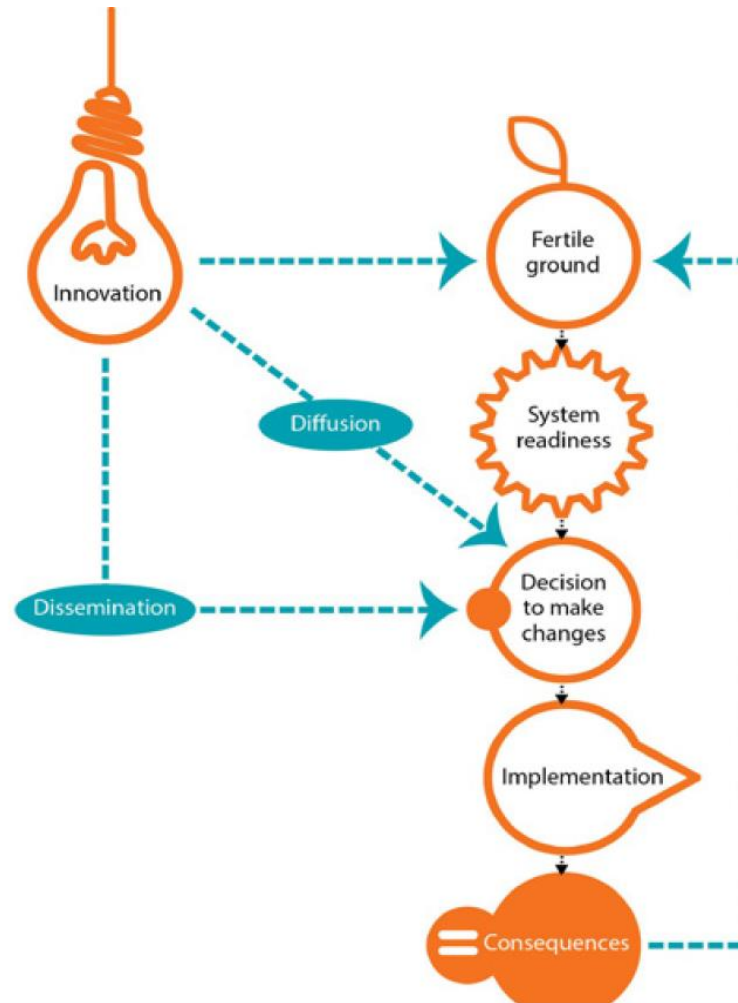 Innovation
Fertile
ground
System
readiness
Diffusion
Dissemination
Decision
to make
changes
Implementation
Consequences